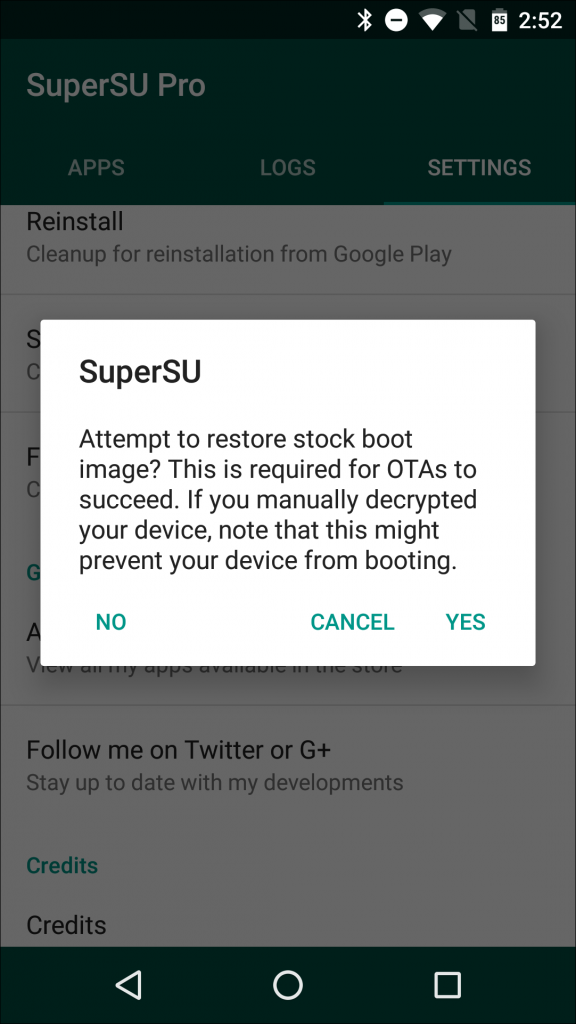 85 2:52
SuperSU Pro
APPS LOGS SETTINGS
Reinstall
Cleanup for reinstallation from Google Play
S
C
SuperSU
Attempt to restore stock boot
image? This is required for OTAs to
succeed. If you manually decrypted
your device, note that this might
prevent your device from booting.
F
C
G
NO CANCEL YES
A
View all my apps available in the store
Follow me on Twitter or G+
Stay up to date with my developments
Credits
Credits